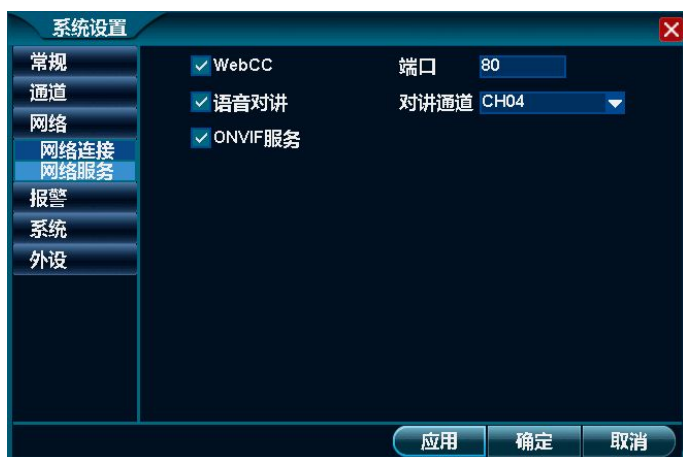 系统设置
常规
通道
网络
网络连接
网络服务
报警
系统
外设
WebCC 端口 80
语音对讲 对讲通道 CH04
ONVIF服务
应用 确定 取消